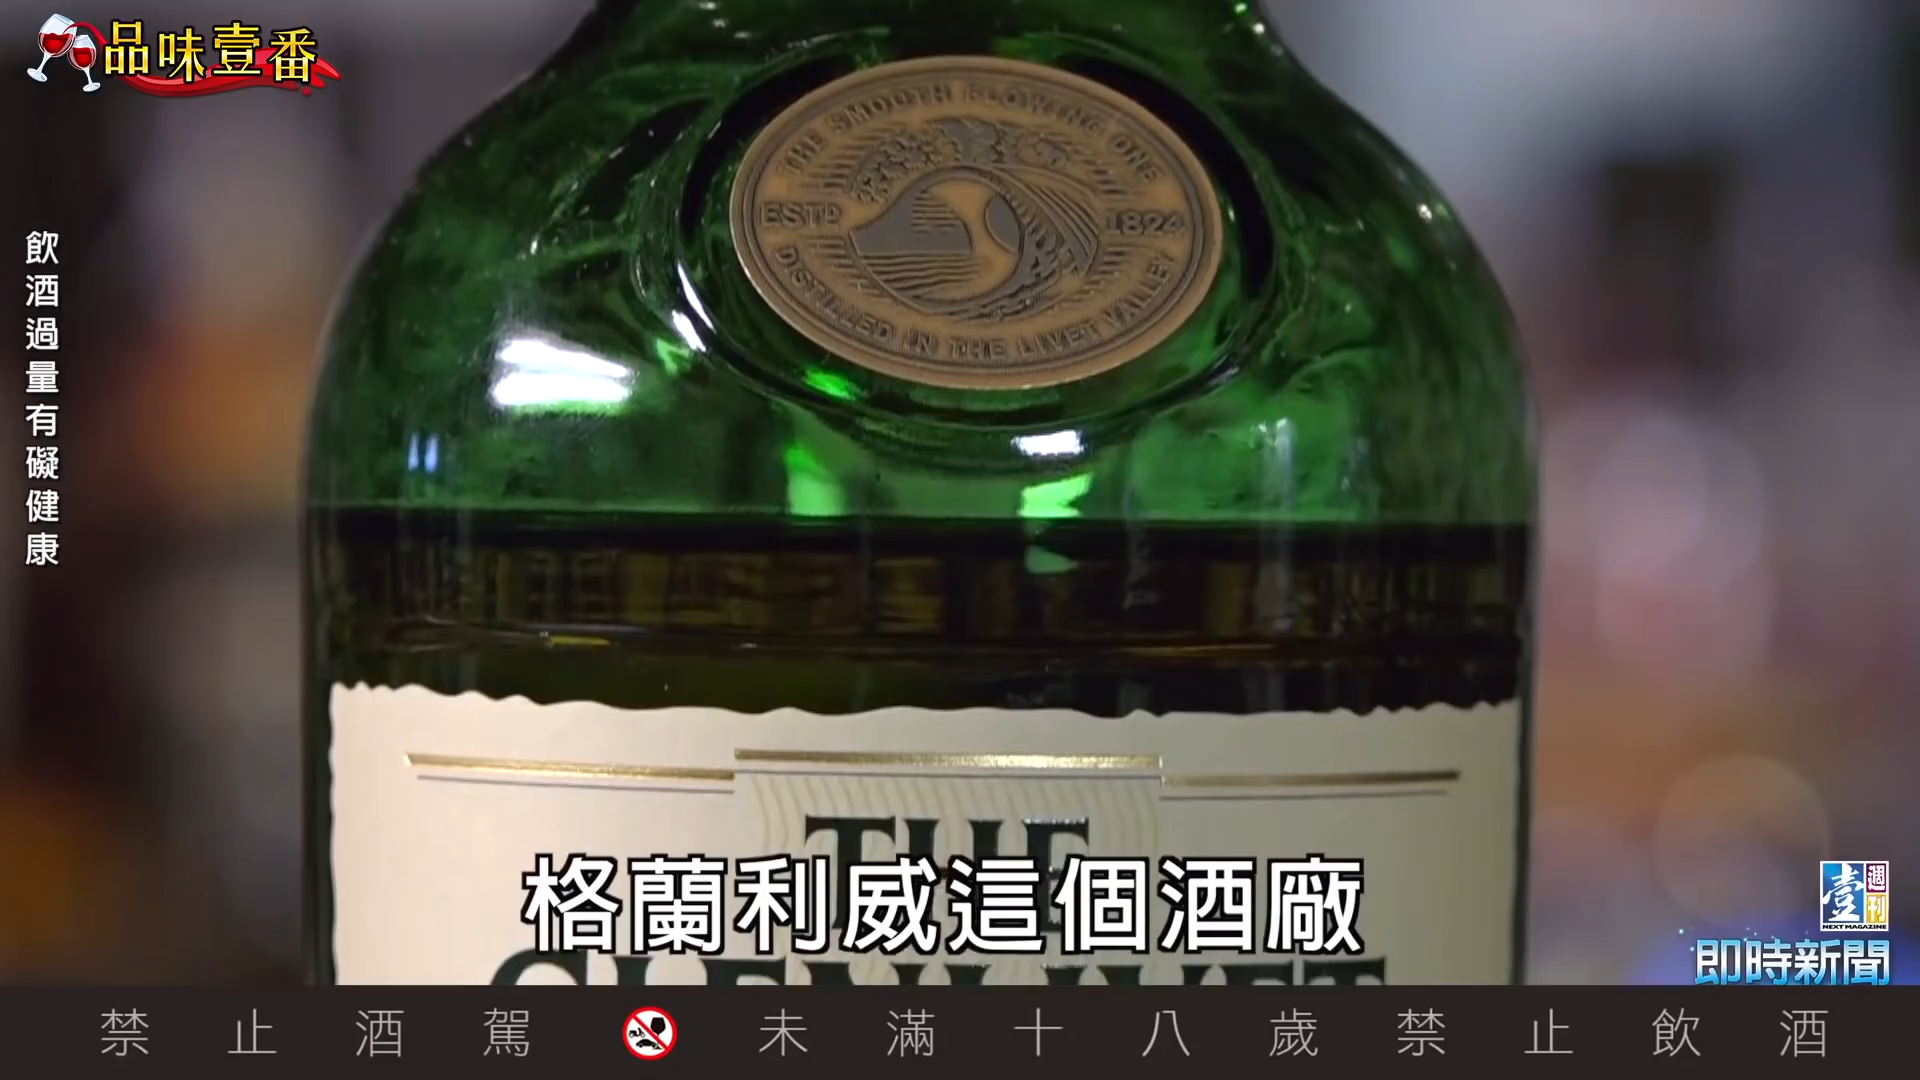 品味壹番
飲酒過量有礙健康
THE SMOOTH FLOWING ONE
ESTD 1824
DISTILLED IN THE LIVET VALLEY
THE
格蘭利威這個酒廠
壹週刊
NEXT MAGAZINE
即時新聞
禁止酒駕 未滿十八歲禁止飲酒